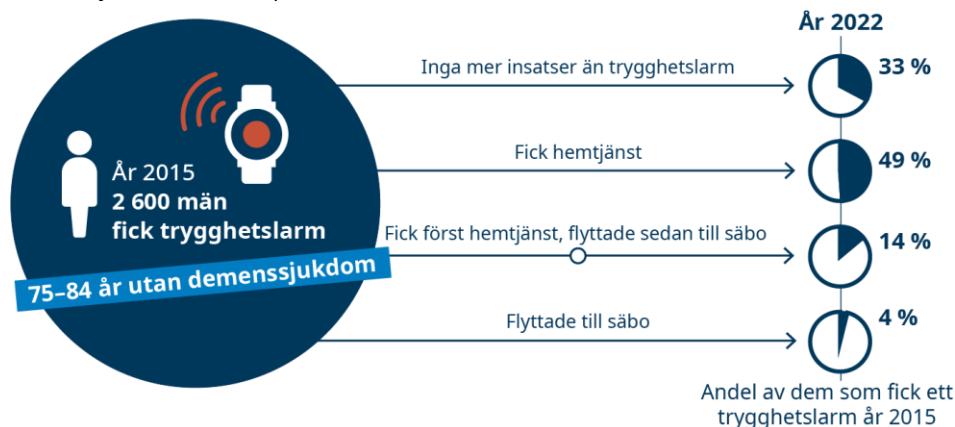 År 2022
Inga mer insatser än trygghetslarm
33 %
Fick hemtjänst
49 %
År 2015
2 600 män
fick trygghetslarm
Fick först hemtjänst, flyttade sedan till säbo
14 %
75–84 år utan demenssjukdom
Flyttade till säbo
4 %
Andel av dem som fick ett
trygghetslarm år 2015